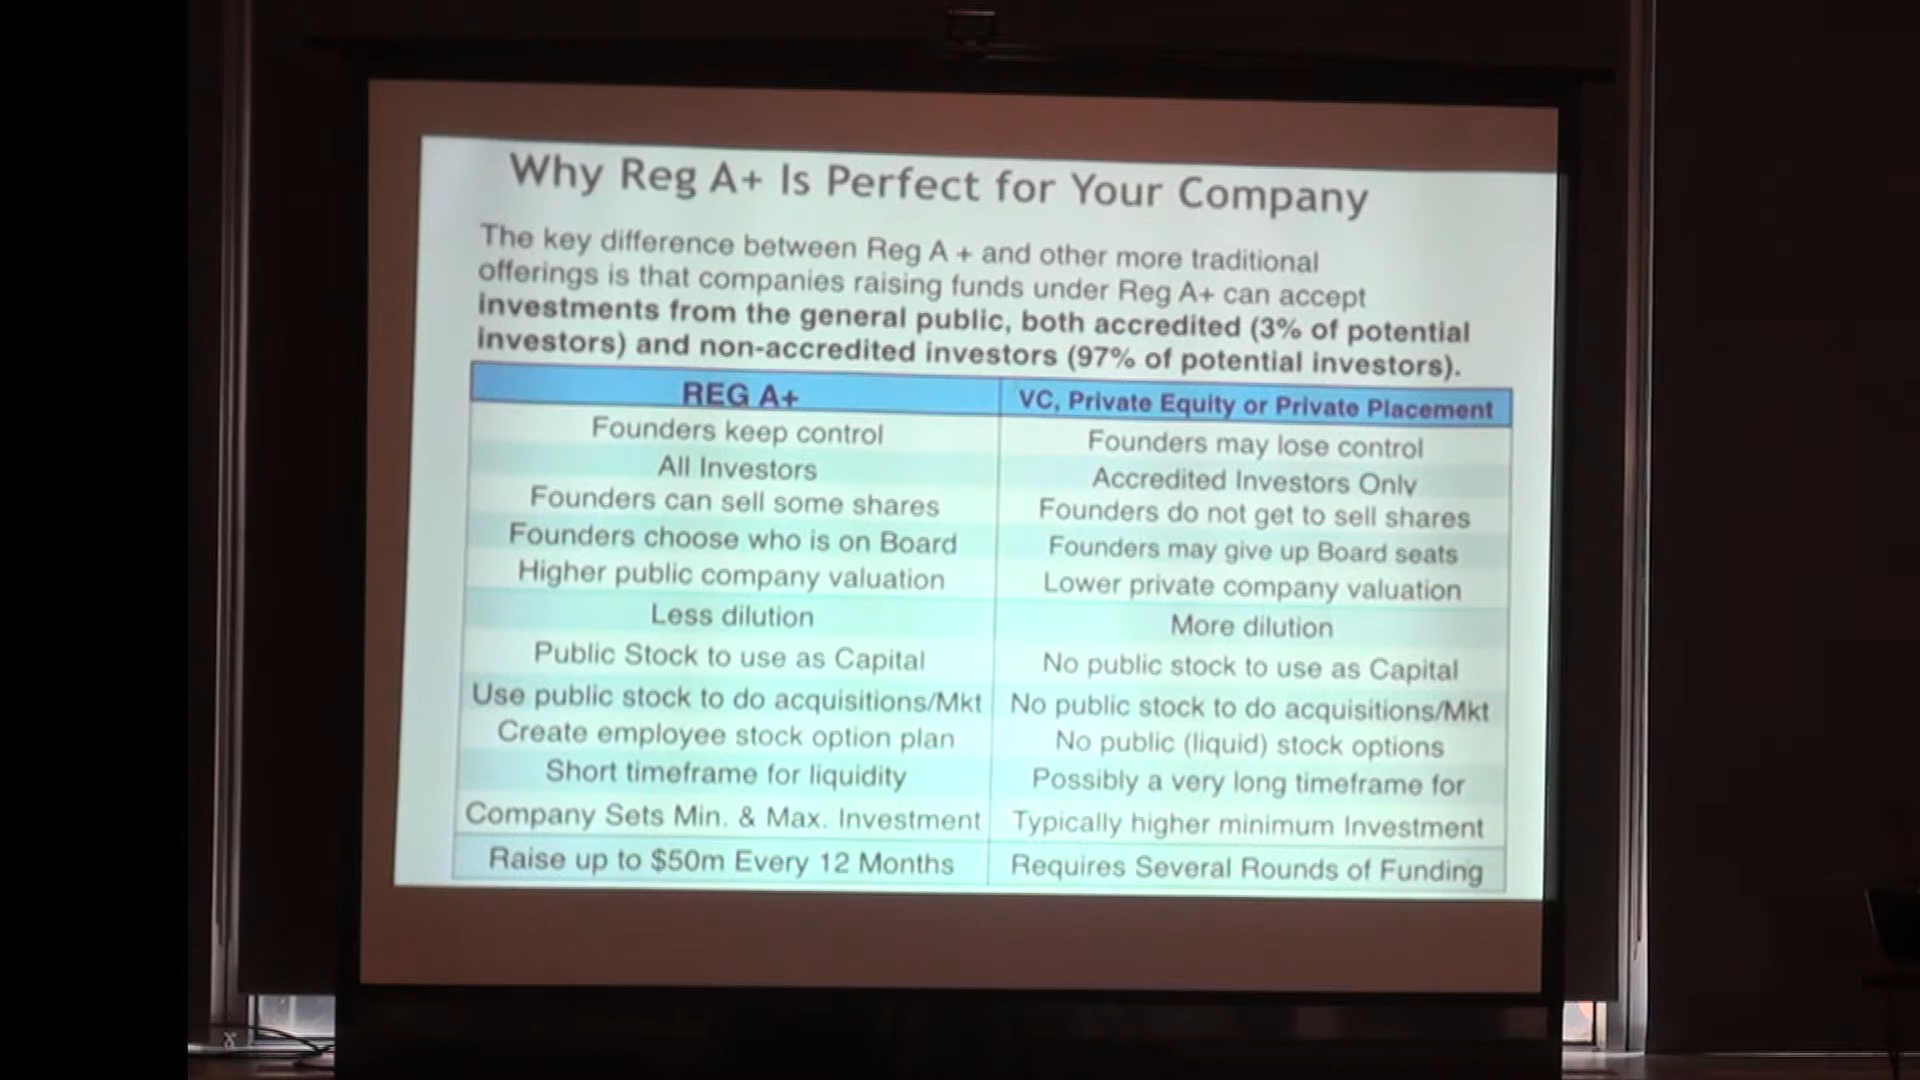 Why Reg A+ Is Perfect for Your Company
The key difference between Reg A + and other more traditional
offerings is that companies raising funds under Reg A+ can accept
investments from the general public, both accredited (3% of potential
investors) and non-accredited investors (97% of potential investors).
REG A+ VC, Private Equity or Private Placement
Founders keep control Founders may lose control
All Investors Accredited Investors Only
Founders can sell some shares Founders do not get to sell shares
Founders choose who is on Board Founders may give up Board seats
Higher public company valuation Lower private company valuation
Less dilution More dilution
Public Stock to use as Capital No public stock to use as Capital
Use public stock to do acquisitions/Mkt No public stock to do acquisitions/Mkt
Create employee stock option plan No public (liquid) stock options
Short timeframe for liquidity Possibly a very long timeframe for
Company Sets Min. & Max. Investment Typically higher minimum Investment
Raise up to $50m Every 12 Months Requires Several Rounds of Funding